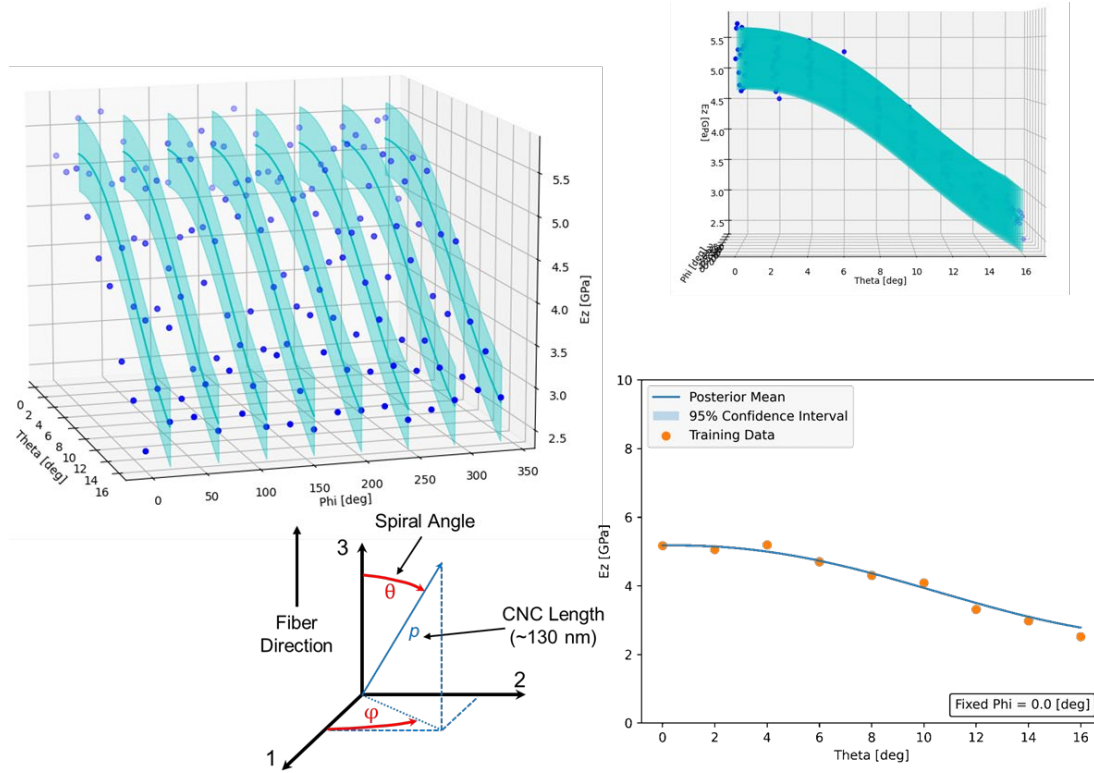 5.5
5.0
4.5
4.0
3.5
3.0
2.5
Ez [GPa]
0
2
4
6
8
10
12
14
16
Theta [deg]
0
50
100
150
200
250
300
350
Phi [deg]
5.5
5.0
4.5
4.0
3.5
3.0
2.5
Ez [GPa]
Phi [deg]
0
2
4
6
8
10
12
14
16
Theta [deg]
Spiral Angle
3
θ
Fiber
Direction
p
CNC Length
(~130 nm)
2
φ
1
10
8
6
4
2
0
Ez [GPa]
Posterior Mean
95% Confidence Interval
Training Data
Fixed Phi = 0.0 [deg]
0
2
4
6
8
10
12
14
16
Theta [deg]